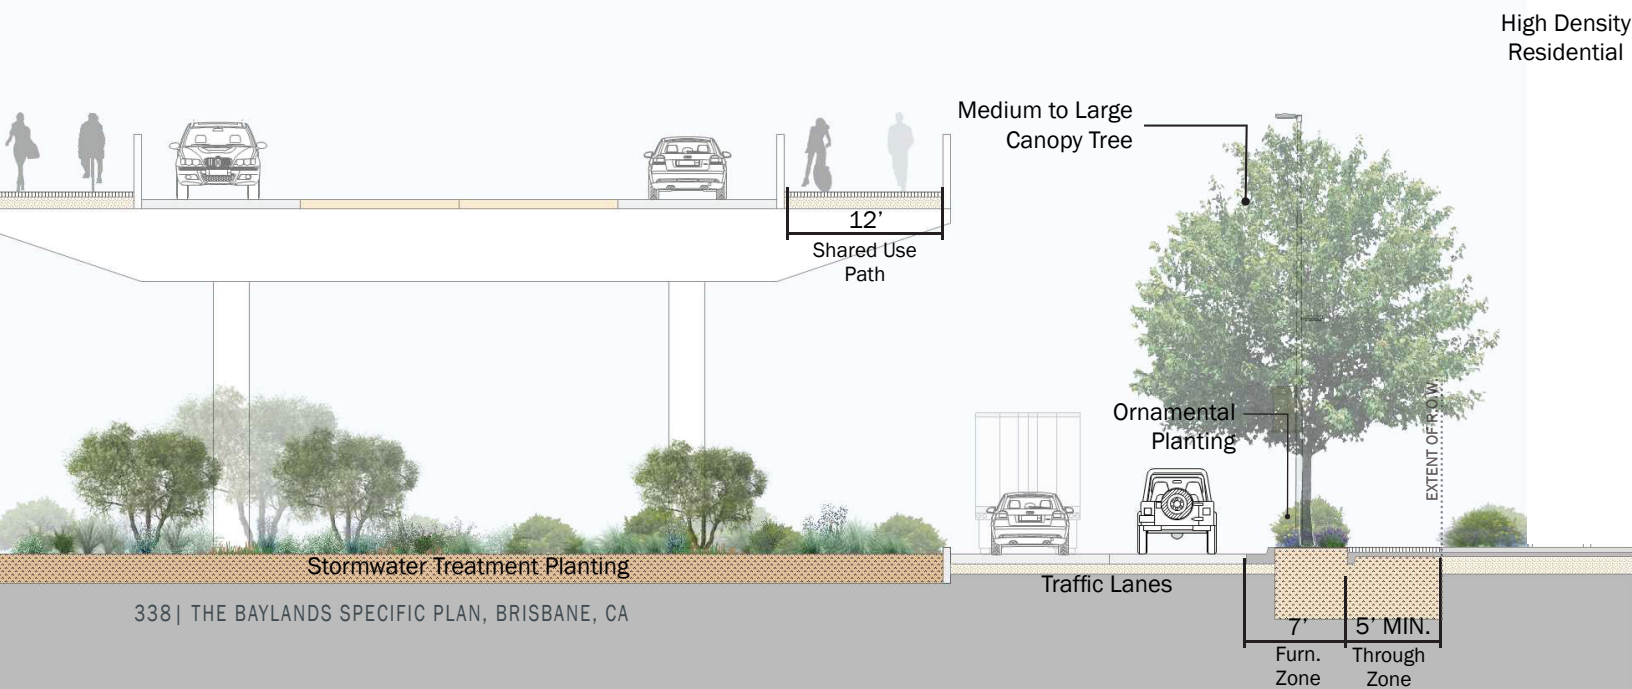 High Density
Residential
Medium to Large
Canopy Tree
12’
Shared Use
Path
Ornamental
Planting
EXTENT OF R.O.W.
Stormwater Treatment Planting
Traffic Lanes
338| THE BAYLANDS SPECIFIC PLAN, BRISBANE, CA
7’
Furn.
Zone
5’ MIN.
Through
Zone